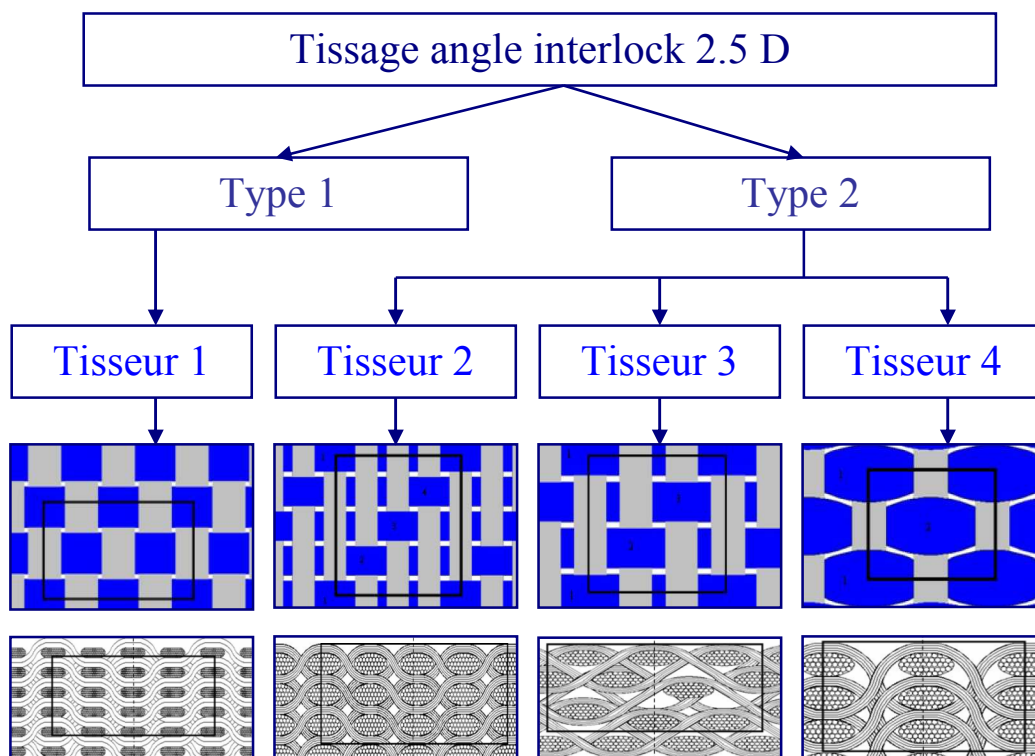 Tissage angle interlock 2.5 D
Type 1
Type 2
Tisseur 1
Tisseur 2
Tisseur 3
Tisseur 4